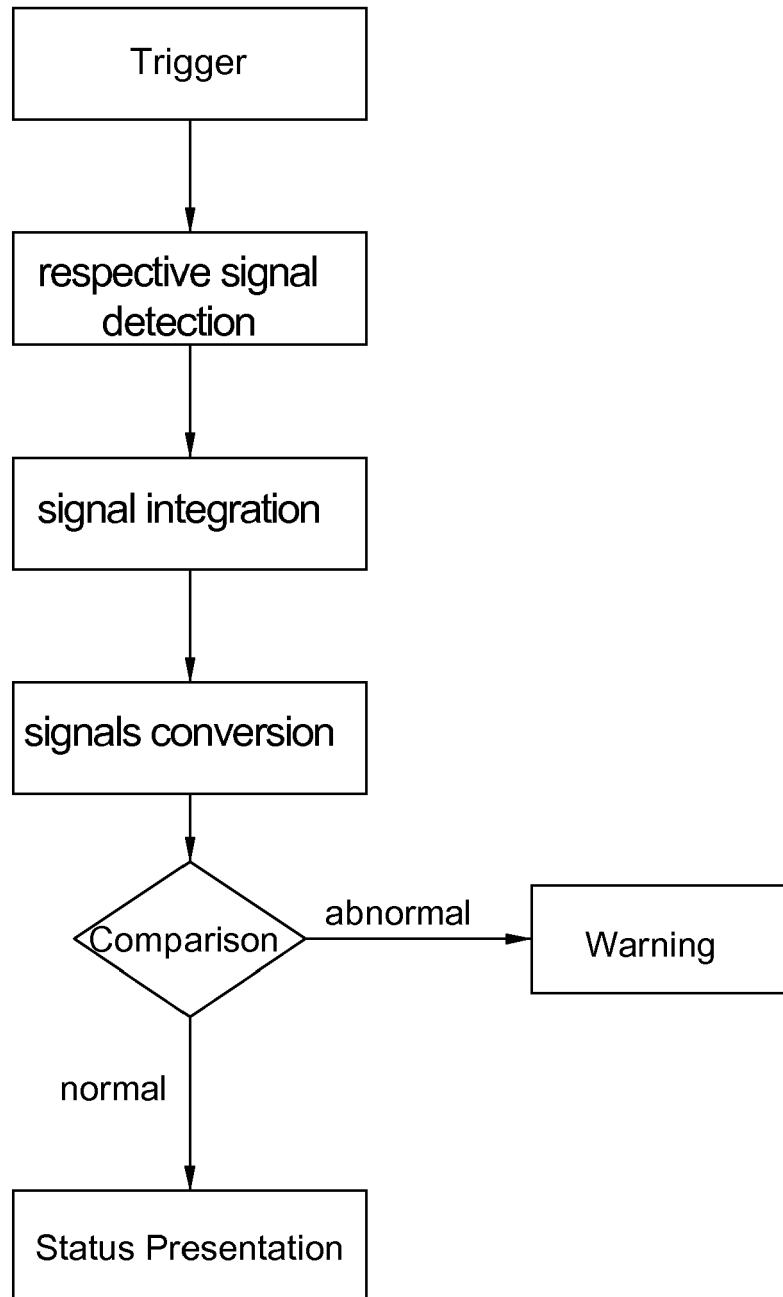 Trigger
respective signal
detection
signal integration
signals conversion
Comparison
abnormal
Warning
normal
Status Presentation